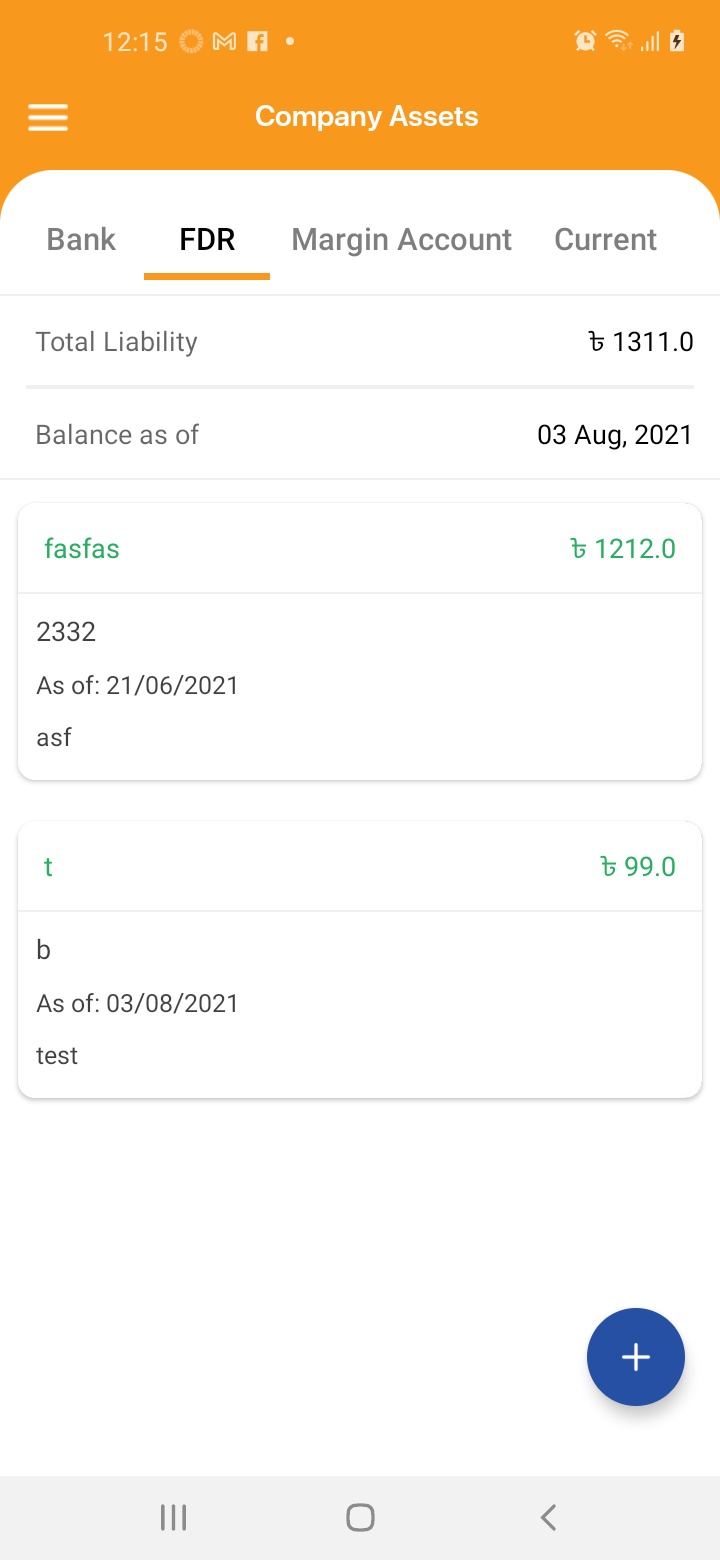 12:15
Company Assets
Bank FDR Margin Account Current
Total Liability ৳ 1311.0
Balance as of 03 Aug, 2021
fasfas ৳ 1212.0
2332
As of: 21/06/2021
asf
t ৳ 99.0
b
As of: 03/08/2021
test